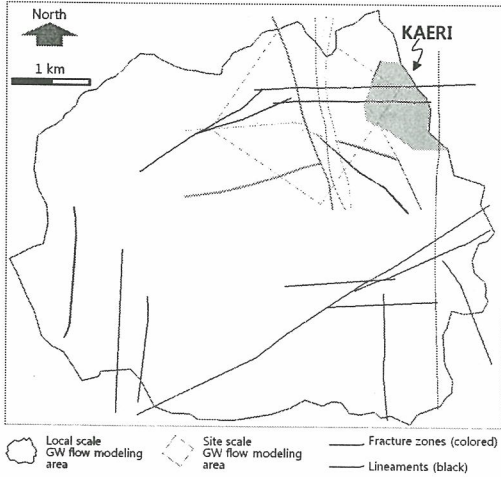 North
KAERI
1 km
Local scale
GW flow modeling
area
Site scale
GW flow modeling
area
Fracture zones (colored)
Lineaments (black)